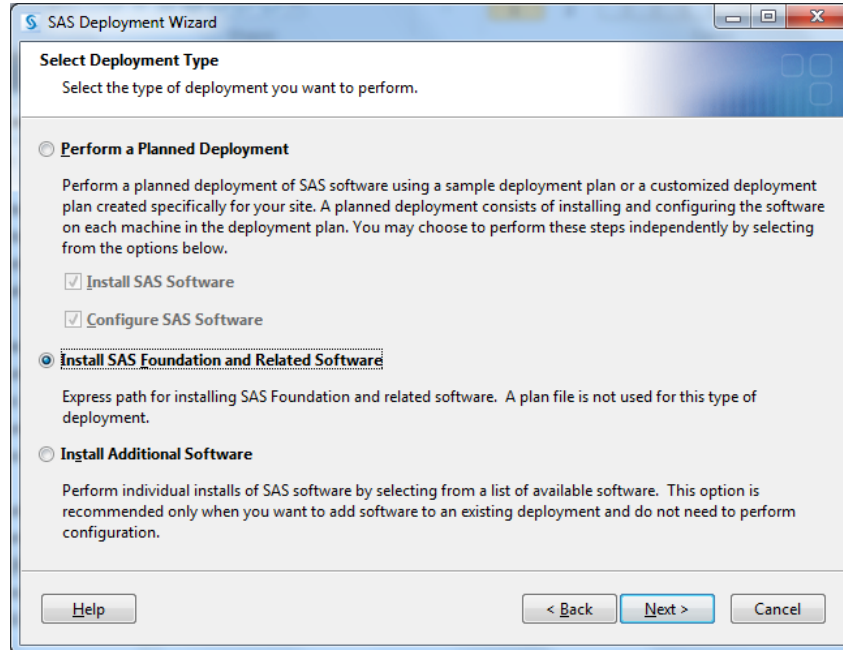 SAS Deployment Wizard
Select Deployment Type
Select the type of deployment you want to perform.
Perform a Planned Deployment
Perform a planned deployment of SAS software using a sample deployment plan or a customized deployment
plan created specifically for your site. A planned deployment consists of installing and configuring the software
on each machine in the deployment plan. You may choose to perform these steps independently by selecting
from the options below.
Install SAS Software
Configure SAS Software
Install SAS Foundation and Related Software
Express path for installing SAS Foundation and related software. A plan file is not used for this type of
deployment.
Install Additional Software
Perform individual installs of SAS software by selecting from a list of available software. This option is
recommended only when you want to add software to an existing deployment and do not need to perform
configuration.
Help
< Back
Next >
Cancel